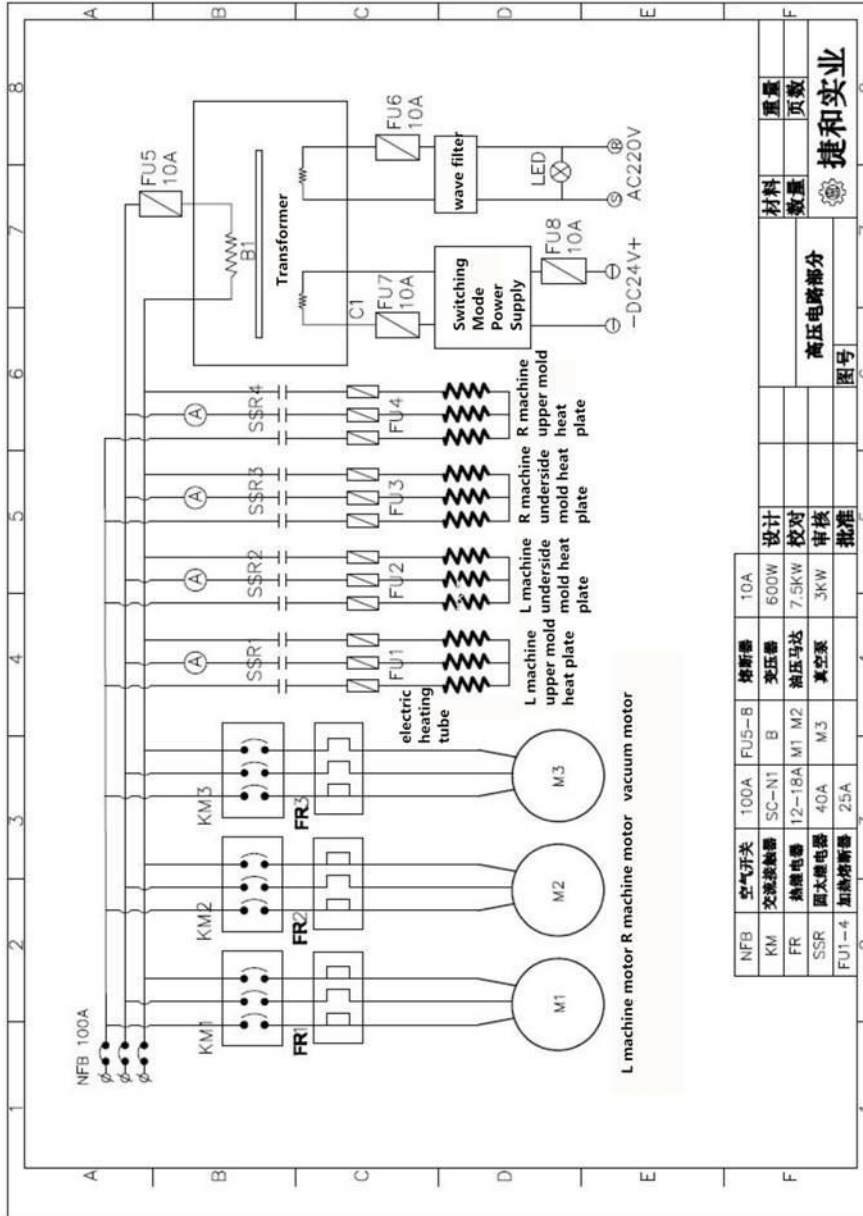 1 2 3 4 5 6 7 8
A
B
C
D
E
F
NFB 100A
KM1
KM2
KM3
FR1
FR2
FR3
M1
M2
M3
L machine motor R machine motor vacuum motor
electric
heating
tube
A
SSR1
FU1
L machine
upper mold
heat plate
A
SSR2
FU2
L machine
underside
mold heat
plate
A
SSR3
FU3
R machine
underside
mold heat
plate
A
SSR4
FU4
R machine
upper mold
heat
plate
FU5
10A
B1
Transformer
C1
FU7
10A
Switching
Mode
Power
Supply
FU8
10A
-DC24V+
FU6
10A
wave filter
LED
S R
AC220V
NFB 空气开关 100A FU5-8 熔断器 10A
KM 交流接触器 SC-N1 B 变压器 600W
FR 热继电器 12-18A M1 M2 油压马达 7.5KW
SSR 固太继电器 40A M3 真空泵 3KW
FU1-4 加热熔断器 25A
设计
校对
审核
批准
高压电路部分
图号
材料 重量
数量 页数
捷和实业
A
B
C
D
E
F